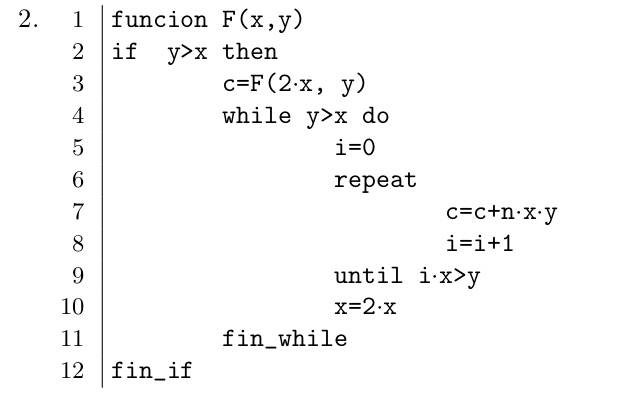 2. 1 funcion F(x,y)
2 if y>x then
3 c=F(2·x, y)
4 while y>x do
5 i=0
6 repeat
7 c=c+n·x·y
8 i=i+1
9 until i·x>y
10 x=2·x
11 fin_while
12 fin_if